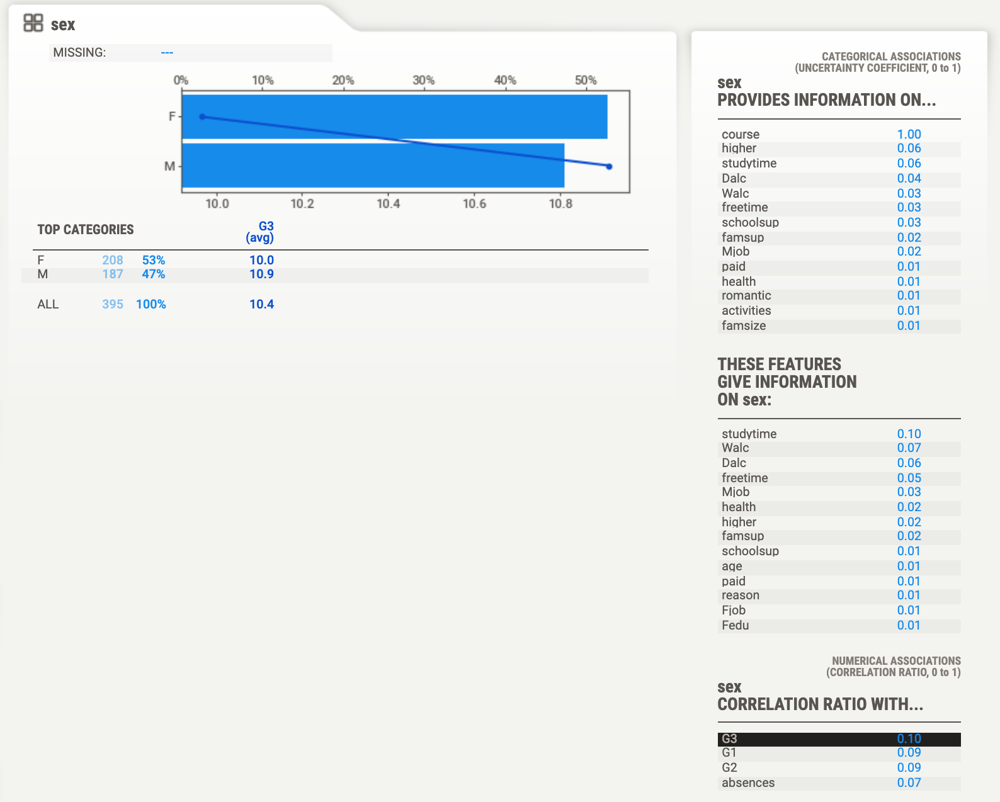 sex
MISSING: ---
0% 10% 20% 30% 40% 50%
F
M
10.0 10.2 10.4 10.6 10.8
TOP CATEGORIES G3 (avg)
F 208 53% 10.0
M 187 47% 10.9
ALL 395 100% 10.4
CATEGORICAL ASSOCIATIONS
(UNCERTAINTY COEFFICIENT, 0 to 1)
sex
PROVIDES INFORMATION ON...
course 1.00
higher 0.06
studytime 0.06
Dalc 0.04
Walc 0.03
freetime 0.03
schoolsup 0.03
famsup 0.02
Mjob 0.02
paid 0.01
health 0.01
romantic 0.01
activities 0.01
famsize 0.01
THESE FEATURES
GIVE INFORMATION
ON sex:
studytime 0.10
Walc 0.07
Dalc 0.06
freetime 0.05
Mjob 0.03
health 0.02
higher 0.02
famsup 0.02
schoolsup 0.01
age 0.01
paid 0.01
reason 0.01
Fjob 0.01
Fedu 0.01
NUMERICAL ASSOCIATIONS
(CORRELATION RATIO, 0 to 1)
sex
CORRELATION RATIO WITH...
G3 0.10
G1 0.09
G2 0.09
absences 0.07